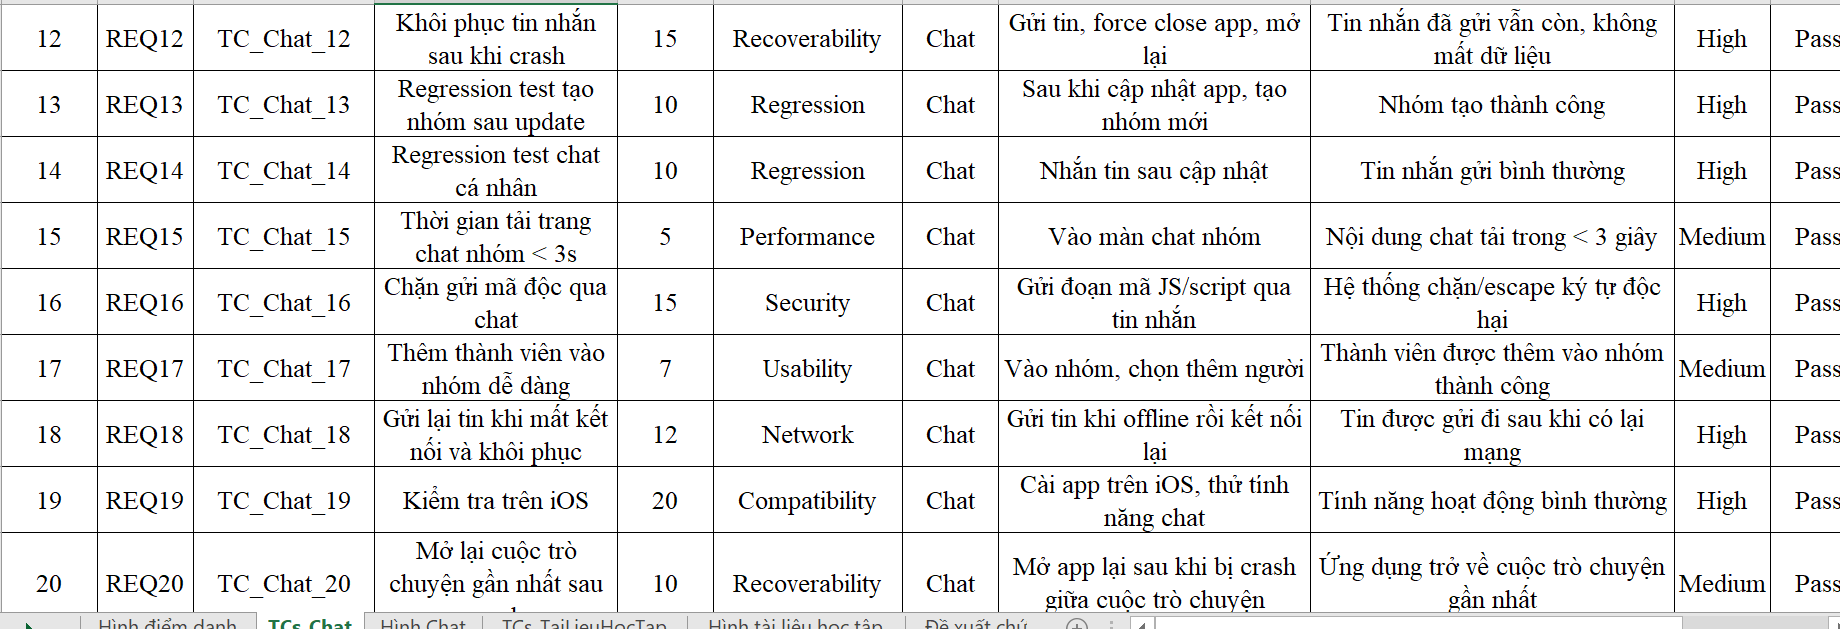 12 REQ12 TC_Chat_12 Khôi phục tin nhắn sau khi crash 15 Recoverability Chat Gửi tin, force close app, mở lại Tin nhắn đã gửi vẫn còn, không mất dữ liệu High Pass
13 REQ13 TC_Chat_13 Regression test tạo nhóm sau update 10 Regression Chat Sau khi cập nhật app, tạo nhóm mới Nhóm tạo thành công High Pass
14 REQ14 TC_Chat_14 Regression test chat cá nhân 10 Regression Chat Nhắn tin sau cập nhật Tin nhắn gửi bình thường High Pass
15 REQ15 TC_Chat_15 Thời gian tải trang chat nhóm < 3s 5 Performance Chat Vào màn chat nhóm Nội dung chat tải trong < 3 giây Medium Pass
16 REQ16 TC_Chat_16 Chặn gửi mã độc qua chat 15 Security Chat Gửi đoạn mã JS/script qua tin nhắn Hệ thống chặn/escape ký tự độc hại High Pass
17 REQ17 TC_Chat_17 Thêm thành viên vào nhóm dễ dàng 7 Usability Chat Vào nhóm, chọn thêm người Thành viên được thêm vào nhóm thành công Medium Pass
18 REQ18 TC_Chat_18 Gửi lại tin khi mất kết nối và khôi phục 12 Network Chat Gửi tin khi offline rồi kết nối lại Tin được gửi đi sau khi có lại mạng High Pass
19 REQ19 TC_Chat_19 Kiểm tra trên iOS 20 Compatibility Chat Cài app trên iOS, thử tính năng chat Tính năng hoạt động bình thường High Pass
20 REQ20 TC_Chat_20 Mở lại cuộc trò chuyện gần nhất sau 10 Recoverability Chat Mở app lại sau khi bị crash giữa cuộc trò chuyện Ứng dụng trở về cuộc trò chuyện gần nhất Medium Pass
Hình điểm danh TCs_Chat Hình Chat TCs_TaiLieuHocTap Hình tài liệu học tập Đề xuất chứ